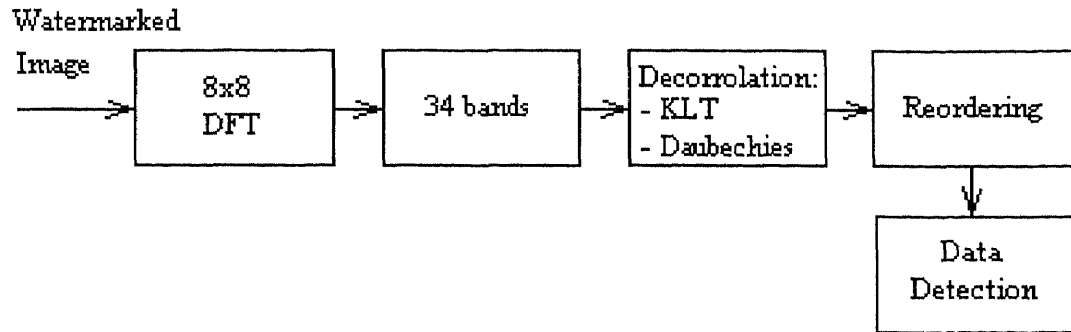 Watermarked
Image
8x8
DFT
34 bands
Decorrolation:
- KLT
- Daubechies
Reordering
Data
Detection